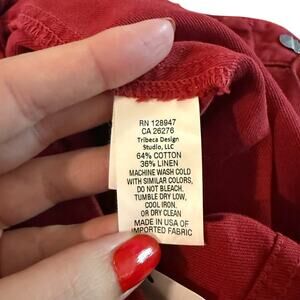 RN 128947
CA 26276
Tribeca Design
Studio, LLC
64% COTTON
36% LINEN
MACHINE WASH COLD
WITH SIMILAR COLORS,
DO NOT BLEACH,
TUMBLE DRY LOW,
COOL IRON,
OR DRY CLEAN
MADE IN USA OF
IMPORTED FABRIC